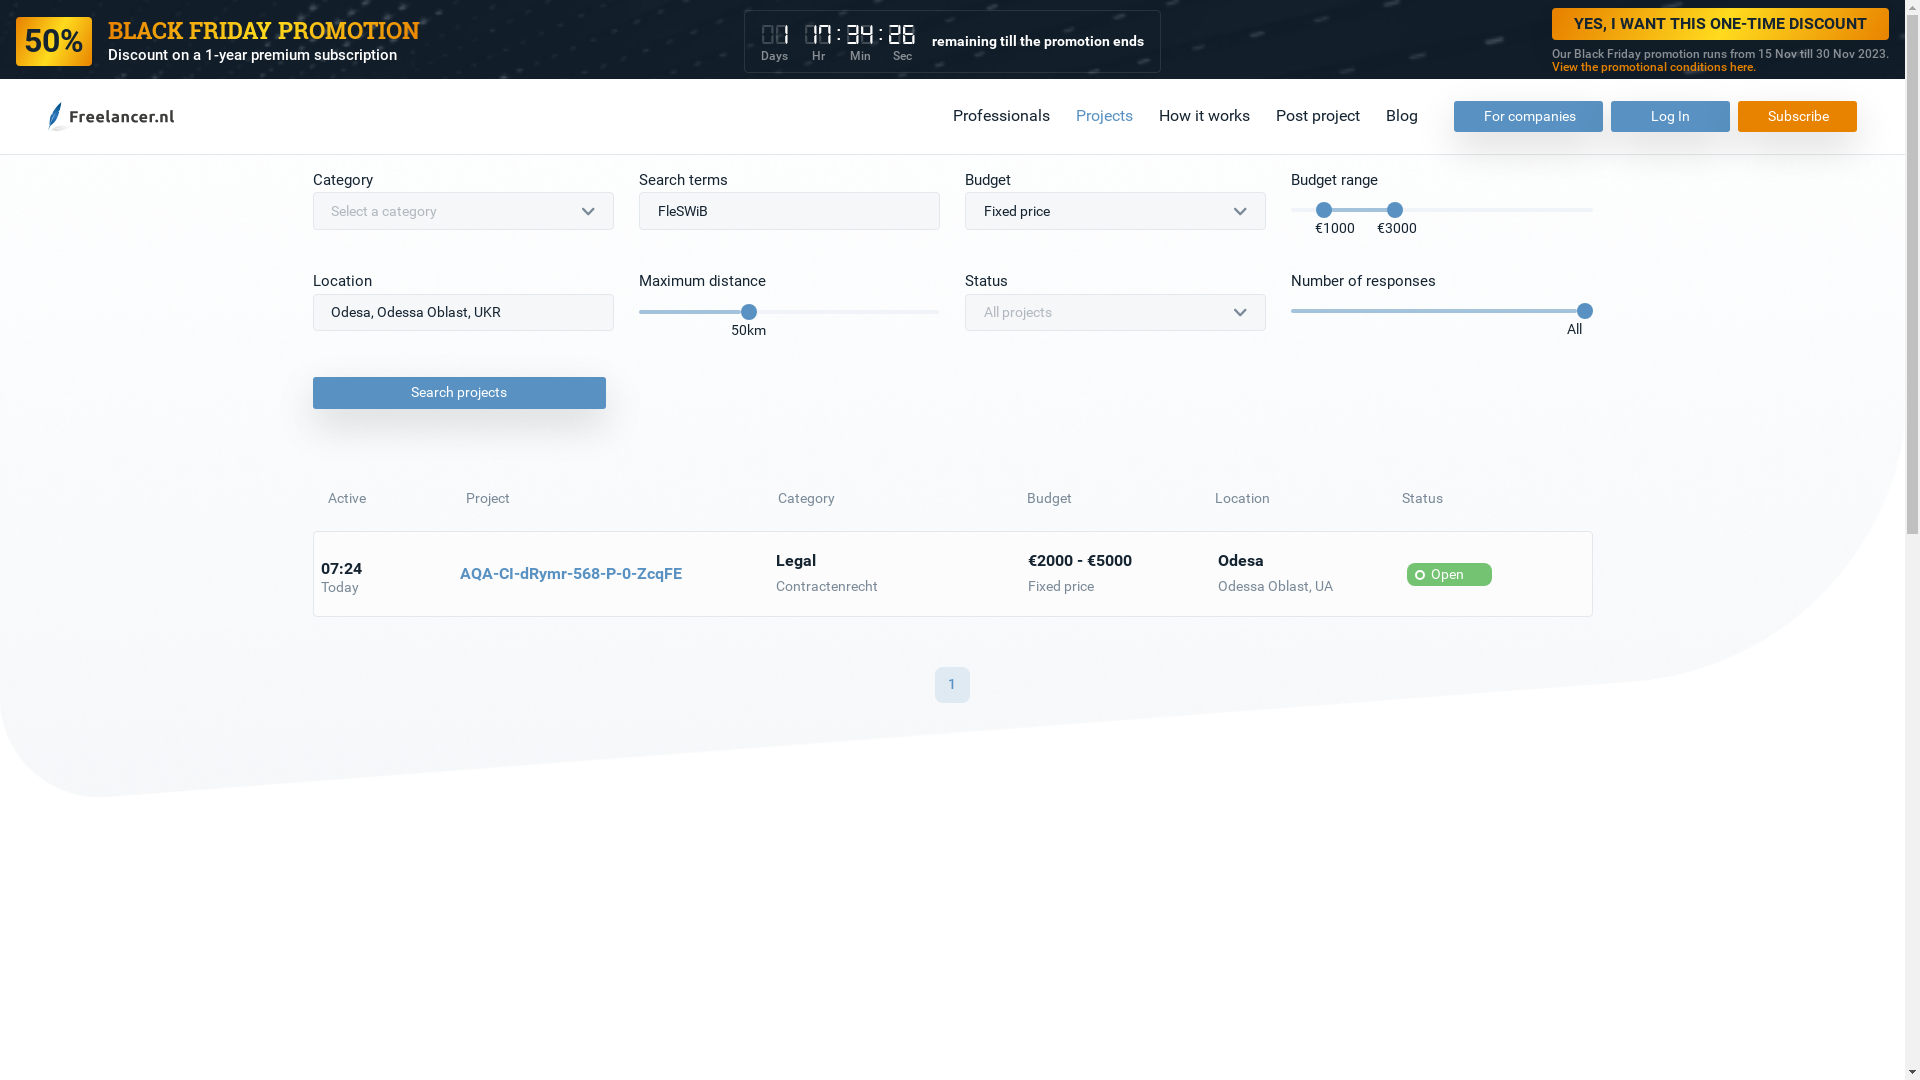 50%
BLACK FRIDAY PROMOTION
Discount on a 1-year premium subscription
1 17 : 34 : 26
Days Hr Min Sec
remaining till the promotion ends
YES, I WANT THIS ONE-TIME DISCOUNT
Our Black Friday promotion runs from 15 Nov till 30 Nov 2023.
View the promotional conditions here.
Freelancer.nl
Professionals Projects How it works Post project Blog For companies Log In Subscribe
Category Search terms Budget Budget range
Select a category FleSWiB Fixed price
€1000 €3000
Location Maximum distance Status Number of responses
Odesa, Odessa Oblast, UKR All projects
50km All
Search projects
Active Project Category Budget Location Status
07:24
Today
AQA-CI-dRymr-568-P-0-ZcqFE
Legal
Contractenrecht
€2000 - €5000
Fixed price
Odesa
Odessa Oblast, UA
Open
1